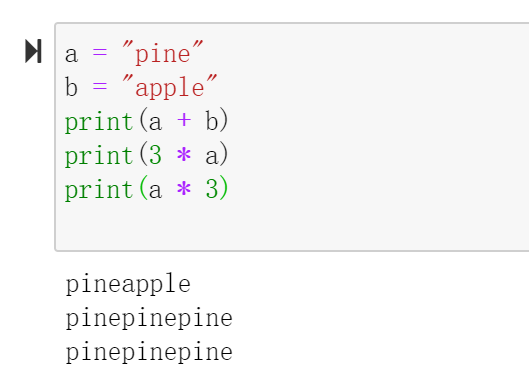 a = "pine"
b = "apple"
print(a + b)
print(3 * a)
print(a * 3)
pineapple
pinepinepine
pinepinepine